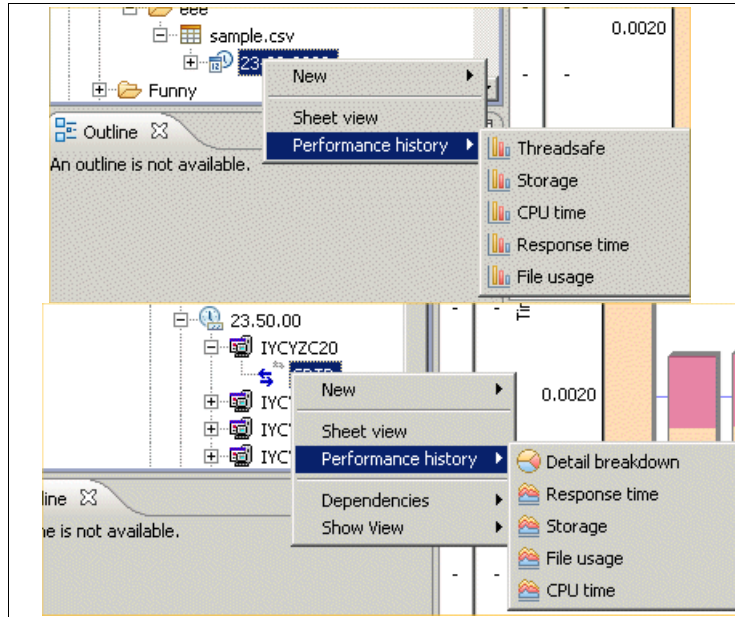 eee
0.0020
sample.csv
New
Funny
Sheet view
Outline
Performance history
An outline is not available.
Threadsafe
Storage
CPU time
Response time
File usage
23.50.00
IYCYZC20
New
0.0020
Sheet view
Performance history
Detail breakdown
Response time
Dependencies
Storage
Show View
ne is not available.
File usage
CPU time